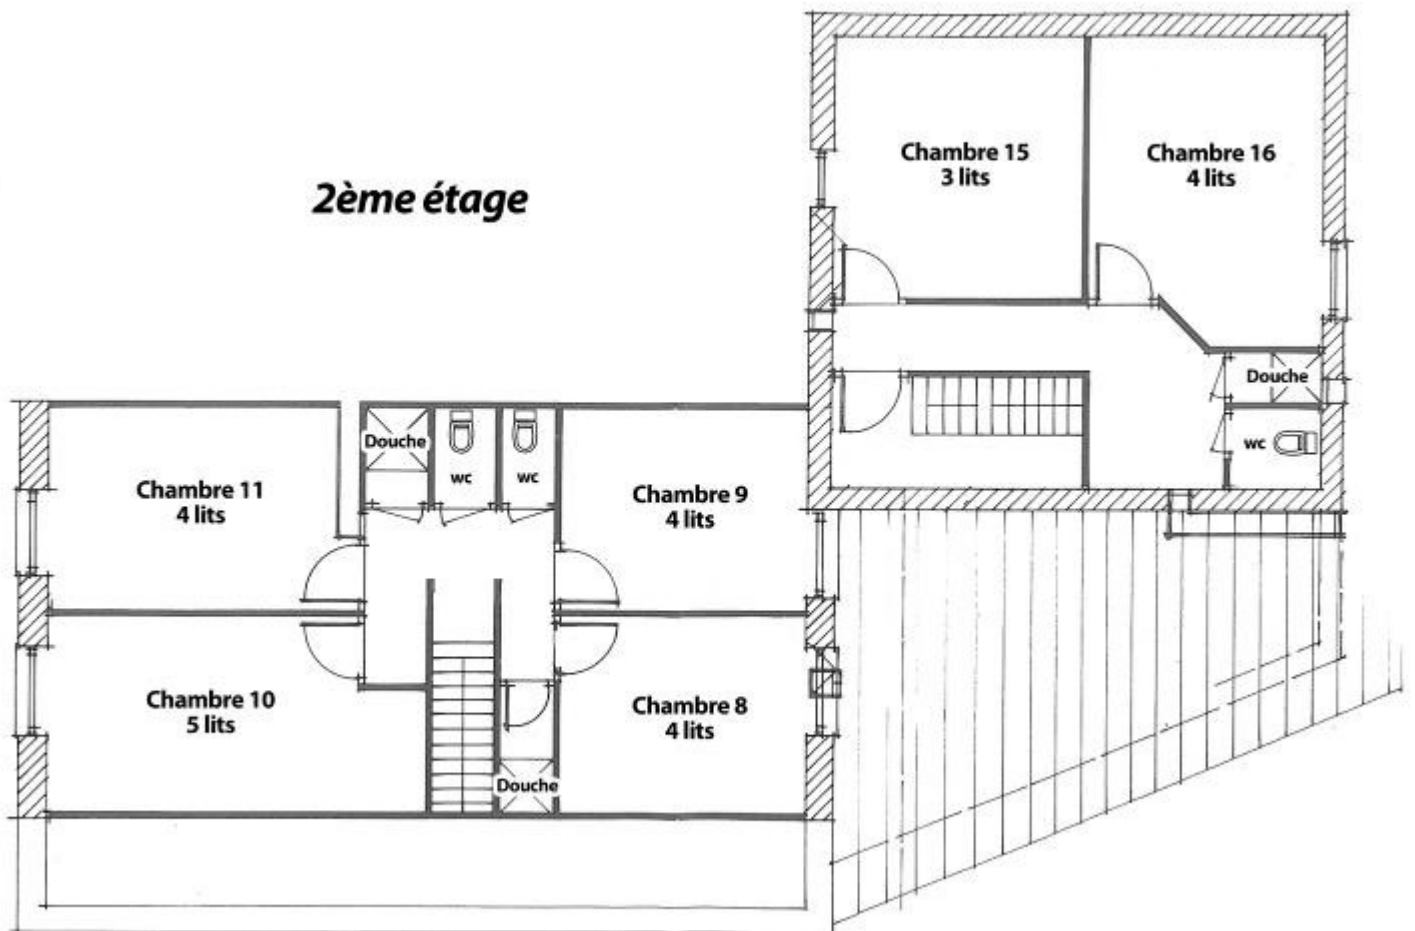 2ème étage
Chambre 15
3 lits
Chambre 16
4 lits
Douche
wc
Chambre 11
4 lits
Douche
wc
wc
Chambre 9
4 lits
Chambre 10
5 lits
Chambre 8
4 lits
Douche